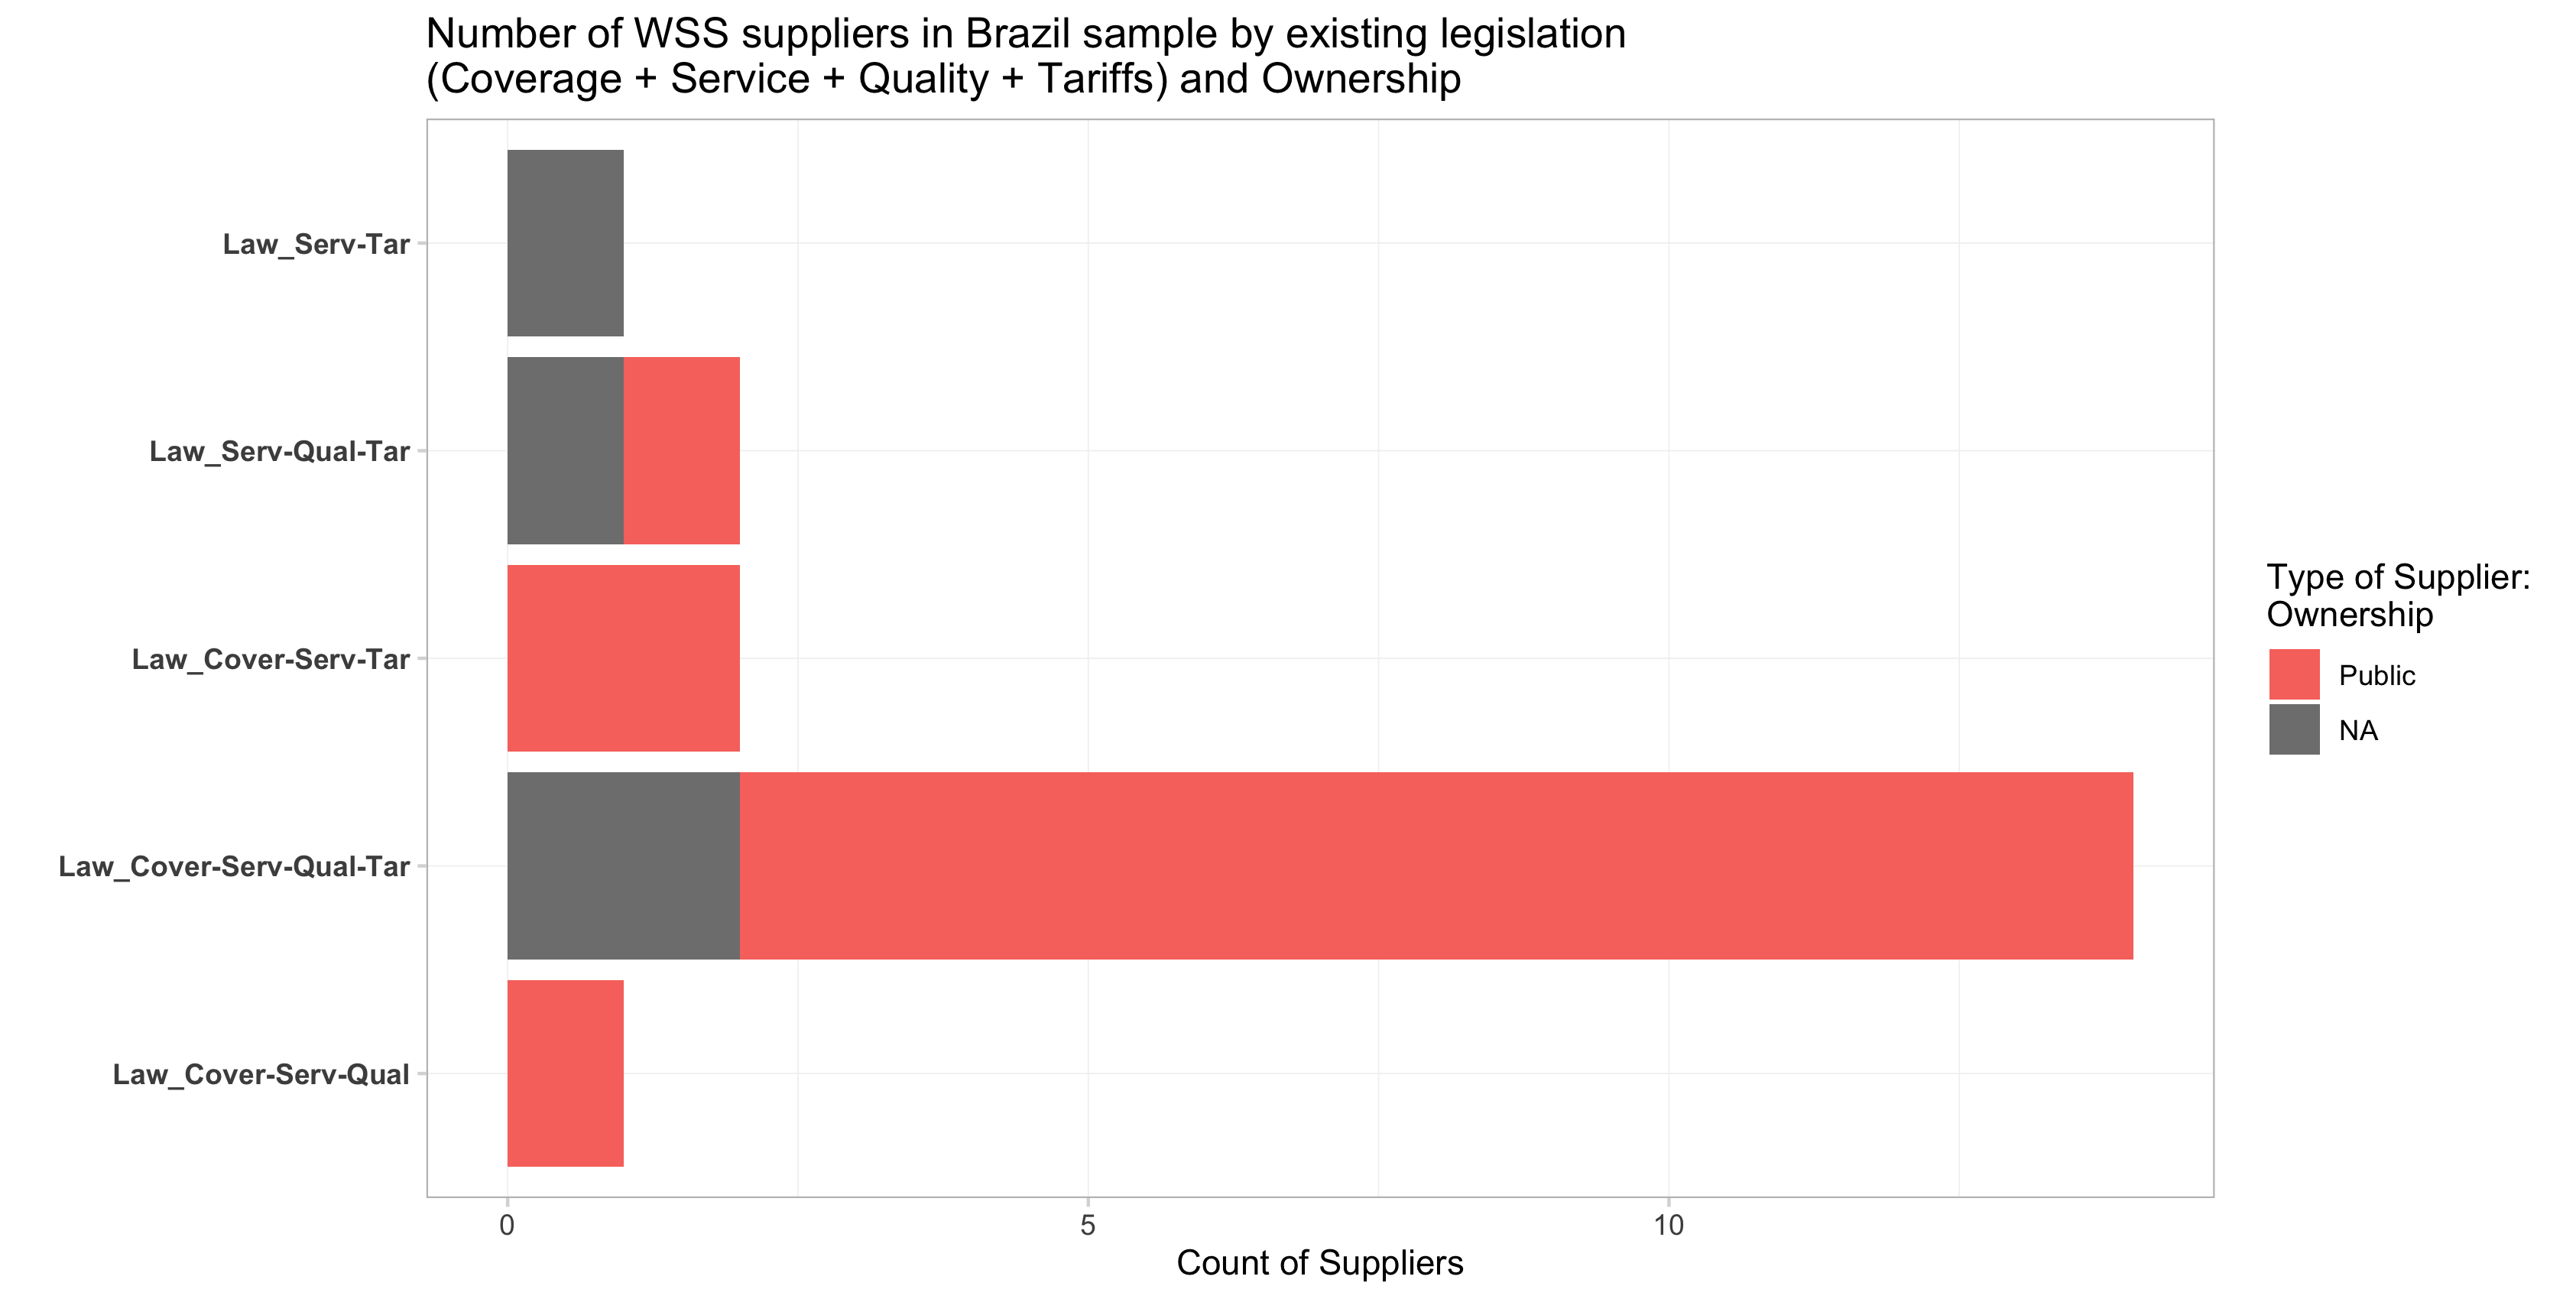 Number of WSS suppliers in Brazil sample by existing legislation
(Coverage + Service + Quality + Tariffs) and Ownership
Law_Serv-Tar
Law_Serv-Qual-Tar
Law_Cover-Serv-Tar
Law_Cover-Serv-Qual-Tar
Law_Cover-Serv-Qual
0 5 10
Count of Suppliers
Type of Supplier:
Ownership
Public
NA